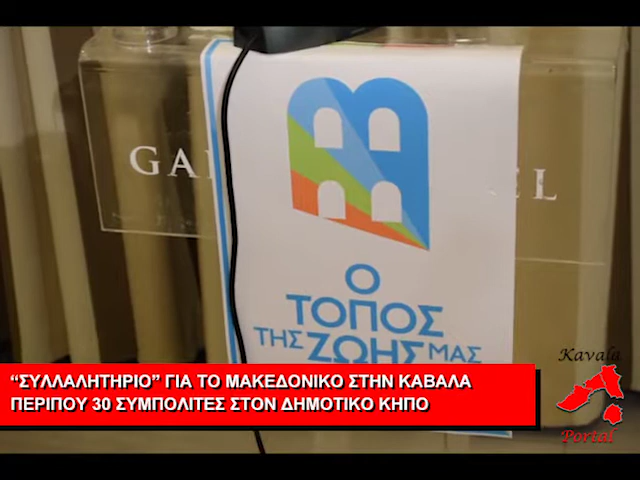 GA EL
Ο
ΤΟΠΟΣ
ΤΗΣ ΖΩΗΣ ΜΑΣ
“ΣΥΛΛΑΛΗΤΗΡΙΟ” ΓΙΑ ΤΟ ΜΑΚΕΔΟΝΙΚΟ ΣΤΗΝ ΚΑΒΑΛΑ
ΠΕΡΙΠΟΥ 30 ΣΥΜΠΟΛΙΤΕΣ ΣΤΟΝ ΔΗΜΟΤΙΚΟ ΚΗΠΟ
Kavala
Portal